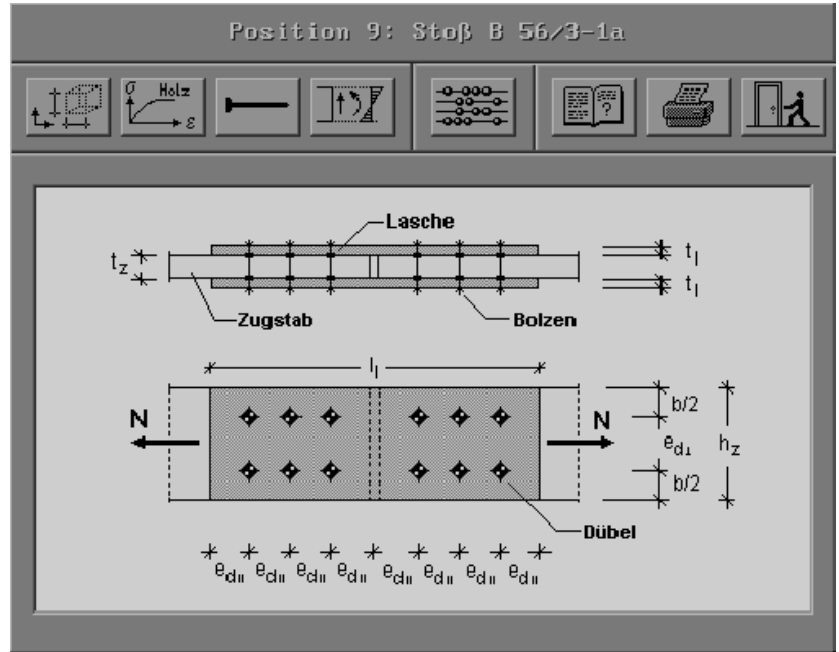 Position 9: Stoß B 56/3-1a
σ Holz
ε
?
Lasche
t_z t_l
t_l
Zugstab Bolzen
l_l
N N b/2
e_d⊥ h_z
b/2
Dübel
e_d॥ e_d॥ e_d॥ e_d॥ e_d॥ e_d॥ e_d॥ e_d॥